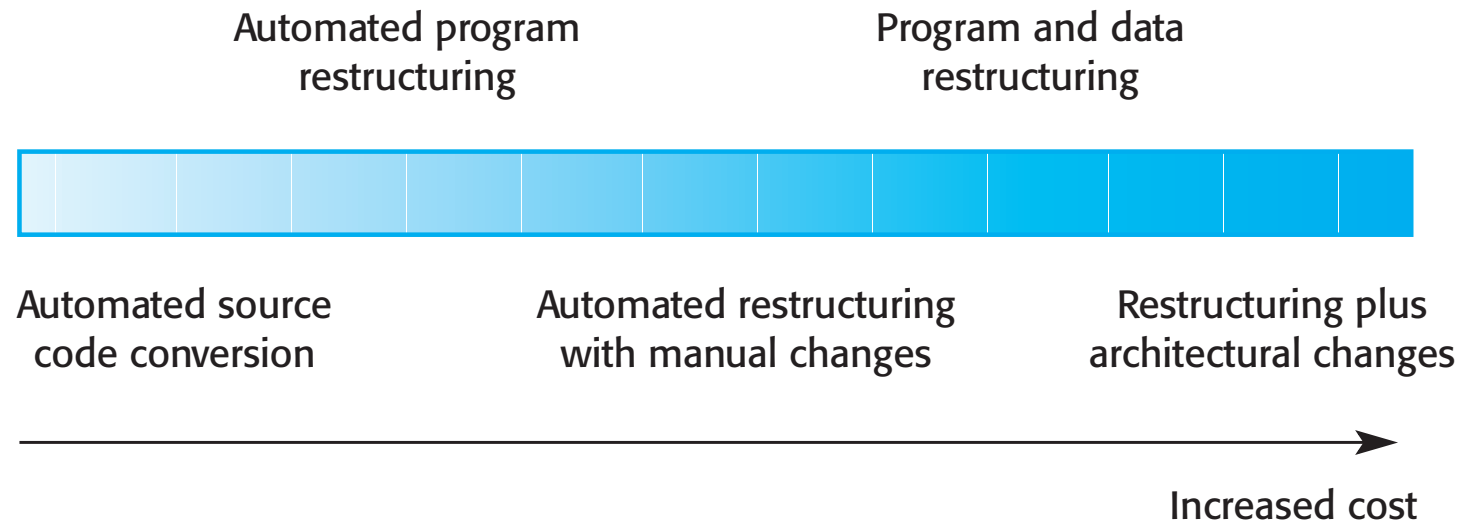 Automated program
restructuring
Program and data
restructuring
Automated source
code conversion
Automated restructuring
with manual changes
Restructuring plus
architectural changes
Increased cost